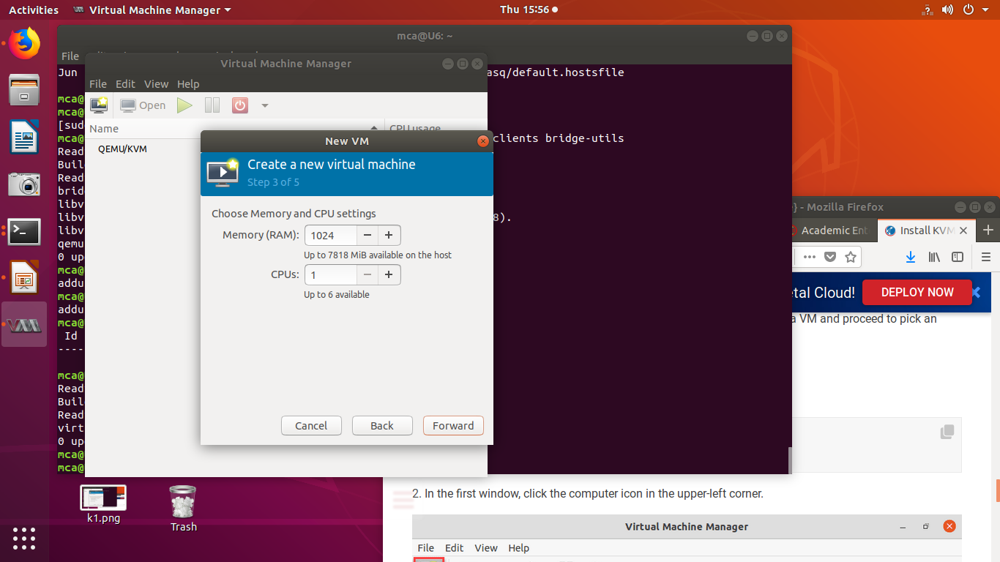 Activities Virtual Machine Manager Thu 15:56
mca@U6: ~
File
Jun asq/default.hostsfile
mca@
mca@
[sud
mca@ clients bridge-utils
Read
Buil
Read
brid
libv
libv 8).
libv
qemu
0 upg
mca@
addu
mca@
addu
mca@
Id
----
mca@
Read
Buil
Read
virt
0 upg
mca@
mca@
Virtual Machine Manager
File Edit View Help
Open
Name CPU usage
QEMU/KVM
New VM
Create a new virtual machine
Step 3 of 5
Choose Memory and CPU settings
Memory (RAM): 1024 − +
Up to 7818 MiB available on the host
CPUs: 1 − +
Up to 6 available
Cancel Back Forward
} - Mozilla Firefox
Academic Ent Install KVM
etal Cloud! DEPLOY NOW
a VM and proceed to pick an
2. In the first window, click the computer icon in the upper-left corner.
Virtual Machine Manager
File Edit View Help
k1.png
Trash